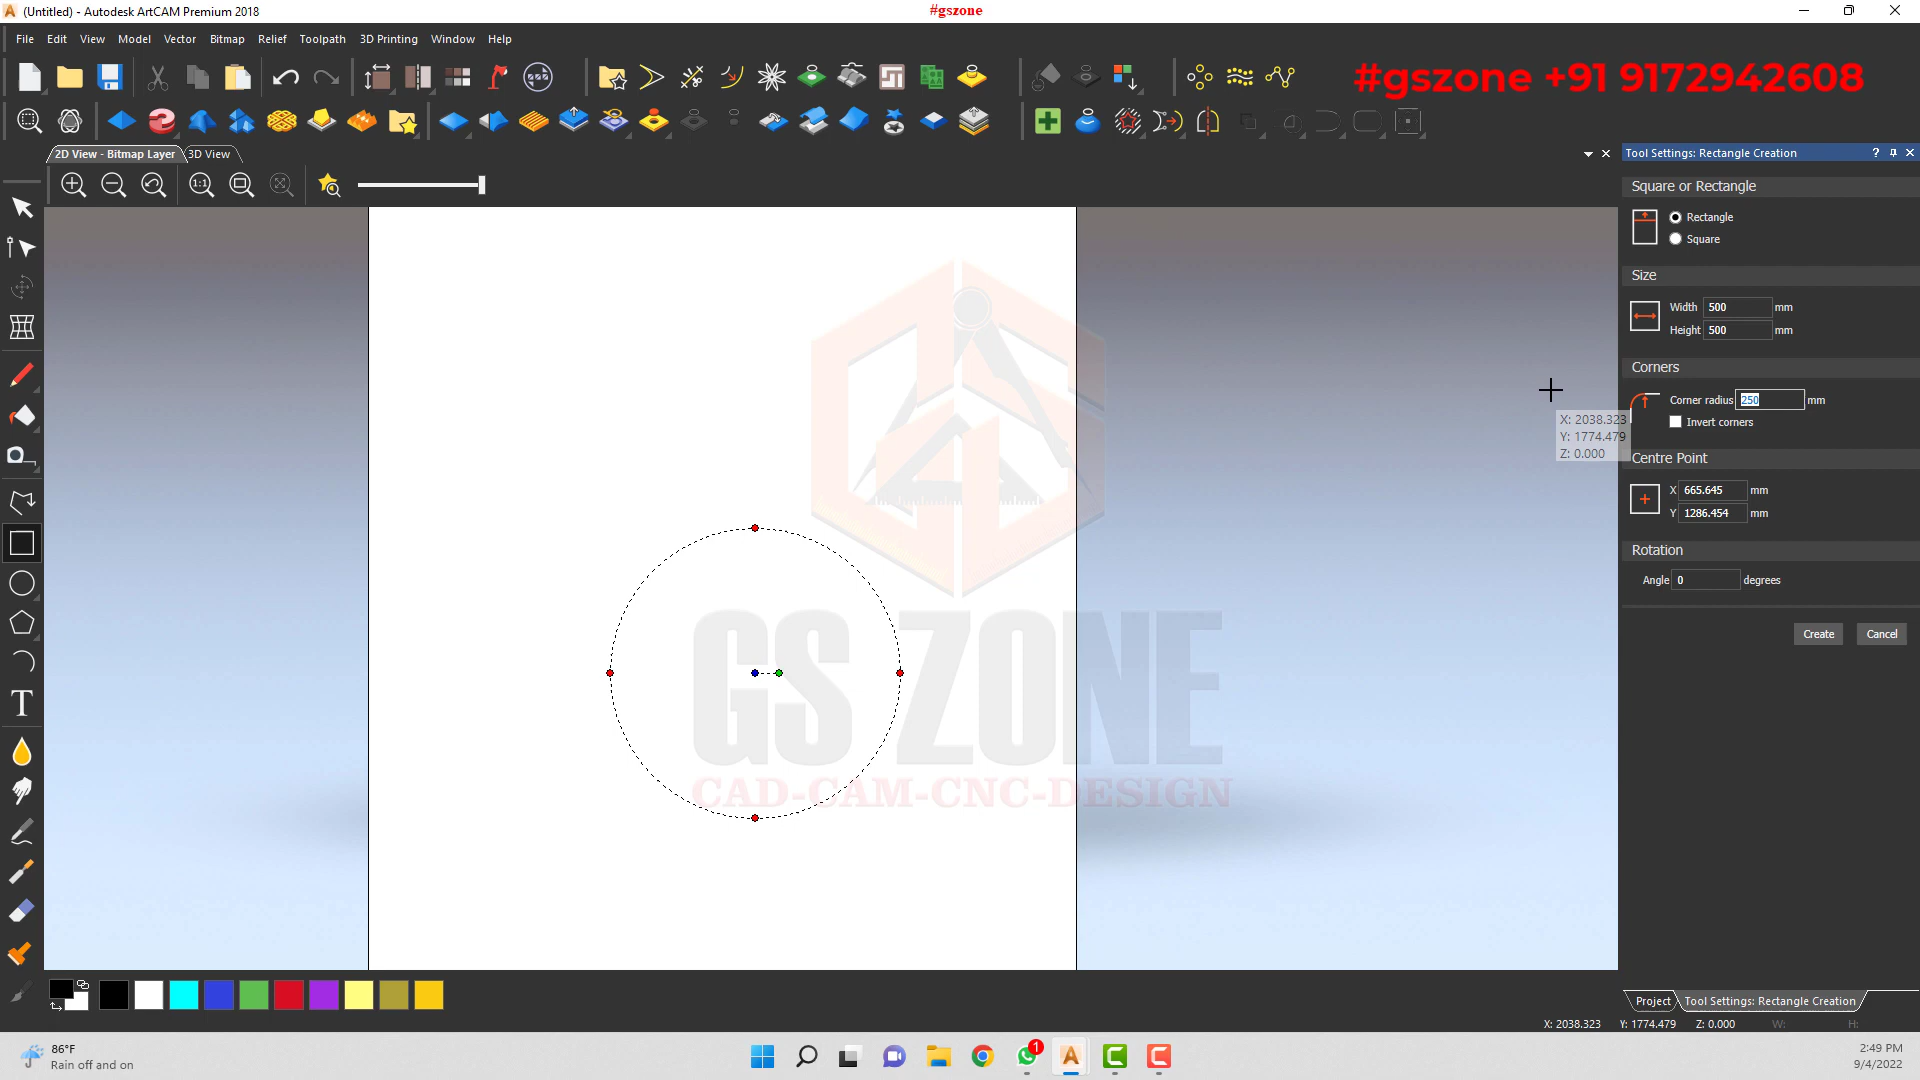 (Untitled) - Autodesk ArtCAM Premium 2018
#gszone
File Edit View Model Vector Bitmap Relief Toolpath 3D Printing Window Help
#gszone +91 9172942608
2D View - Bitmap Layer 3D View
Tool Settings: Rectangle Creation ?
1:1
Square or Rectangle
Rectangle
Square
Size
Width 500 mm
Height 500 mm
Corners
Corner radius 250 mm
Invert corners
X: 2038.323
Y: 1774.479
Z: 0.000
Centre Point
X 665.645 mm
Y 1286.454 mm
Rotation
Angle 0 degrees
Create Cancel
GS ZONE
CAD-CAM-CNC-DESIGN
T
Project Tool Settings: Rectangle Creation
X: 2038.323 Y: 1774.479 Z: 0.000 W: H:
86°F
Rain off and on
1
2:49 PM
9/4/2022